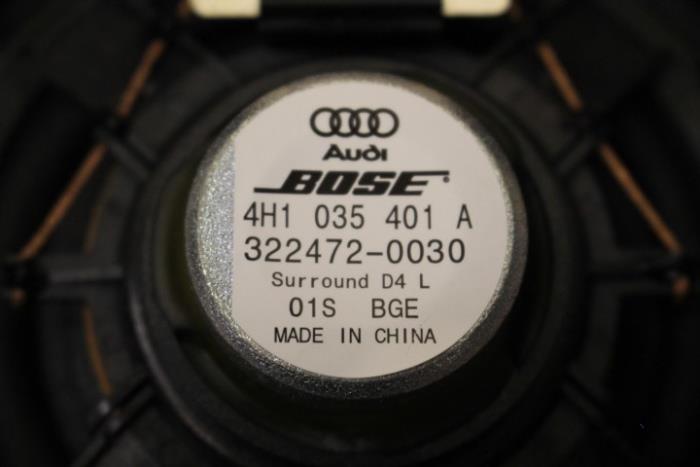 Audi
BOSE®
4H1 035 401 A
322472-0030
Surround D4 L
01S BGE
MADE IN CHINA